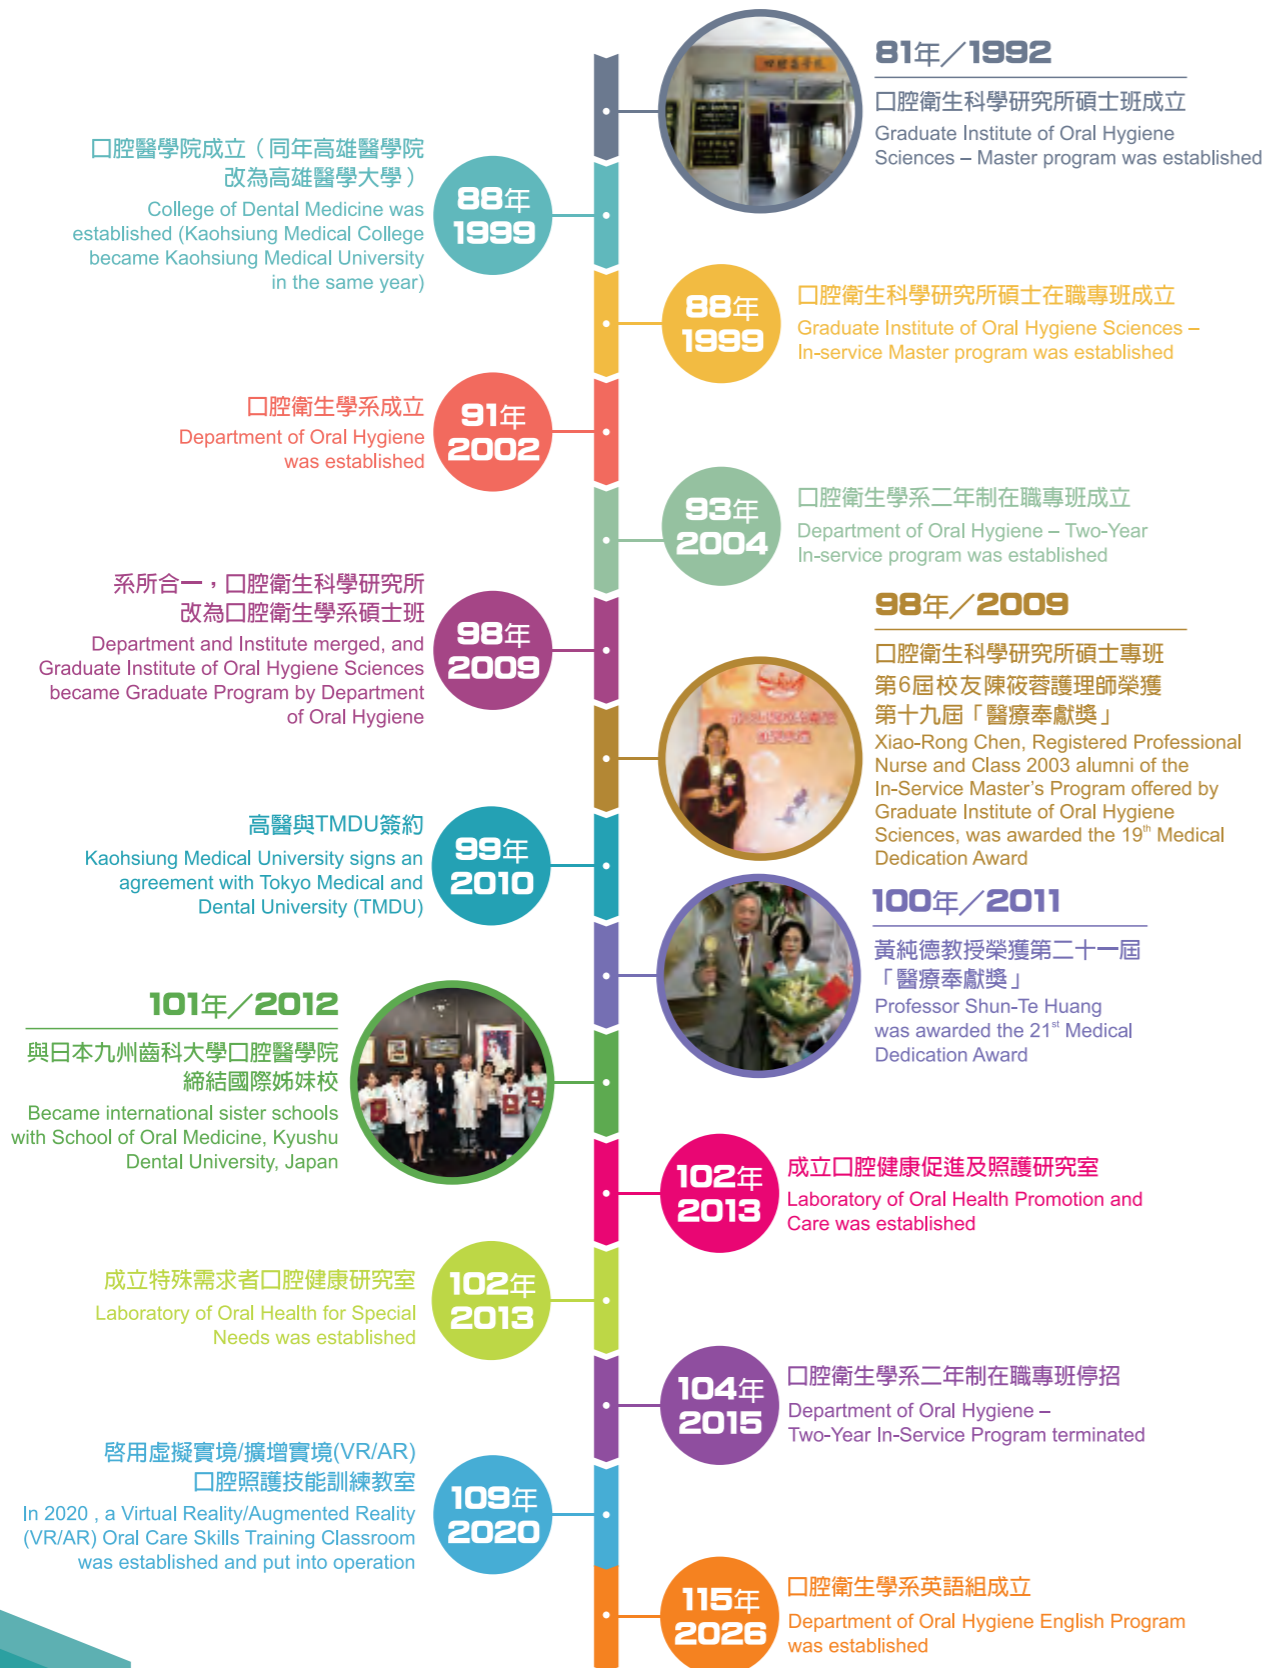 81年／1992
口腔衛生科學研究所碩士班成立
Graduate Institute of Oral Hygiene
Sciences – Master program was established
口腔醫學院成立（同年高雄醫學院
改為高雄醫學大學）
College of Dental Medicine was
established (Kaohsiung Medical College
became Kaohsiung Medical University
in the same year)
88年
1999
88年
1999
口腔衛生科學研究所碩士在職專班成立
Graduate Institute of Oral Hygiene Sciences –
In-service Master program was established
口腔衛生學系成立
Department of Oral Hygiene
was established
91年
2002
93年
2004
口腔衛生學系二年制在職專班成立
Department of Oral Hygiene – Two-Year
In-service program was established
系所合一，口腔衛生科學研究所
改為口腔衛生學系碩士班
Department and Institute merged, and
Graduate Institute of Oral Hygiene Sciences
became Graduate Program by Department
of Oral Hygiene
98年
2009
98年／2009
口腔衛生科學研究所碩士專班
第6屆校友陳筱蓉護理師榮獲
第十九屆「醫療奉獻獎」
Xiao-Rong Chen, Registered Professional
Nurse and Class 2003 alumni of the
In-Service Master's Program offered by
Graduate Institute of Oral Hygiene
Sciences, was awarded the 19th Medical
Dedication Award
高醫與TMDU簽約
Kaohsiung Medical University signs an
agreement with Tokyo Medical and
Dental University (TMDU)
99年
2010
100年／2011
黃純德教授榮獲第二十一屆
「醫療奉獻獎」
Professor Shun-Te Huang
was awarded the 21st Medical
Dedication Award
101年／2012
與日本九州齒科大學口腔醫學院
締結國際姊妹校
Became international sister schools
with School of Oral Medicine, Kyushu
Dental University, Japan
102年
2013
成立口腔健康促進及照護研究室
Laboratory of Oral Health Promotion and
Care was established
成立特殊需求者口腔健康研究室
Laboratory of Oral Health for Special
Needs was established
102年
2013
104年
2015
口腔衛生學系二年制在職專班停招
Department of Oral Hygiene –
Two-Year In-Service Program terminated
啓用虛擬實境/擴增實境(VR/AR)
口腔照護技能訓練教室
In 2020 , a Virtual Reality/Augmented Reality
(VR/AR) Oral Care Skills Training Classroom
was established and put into operation
109年
2020
115年
2026
口腔衛生學系英語組成立
Department of Oral Hygiene English Program
was established